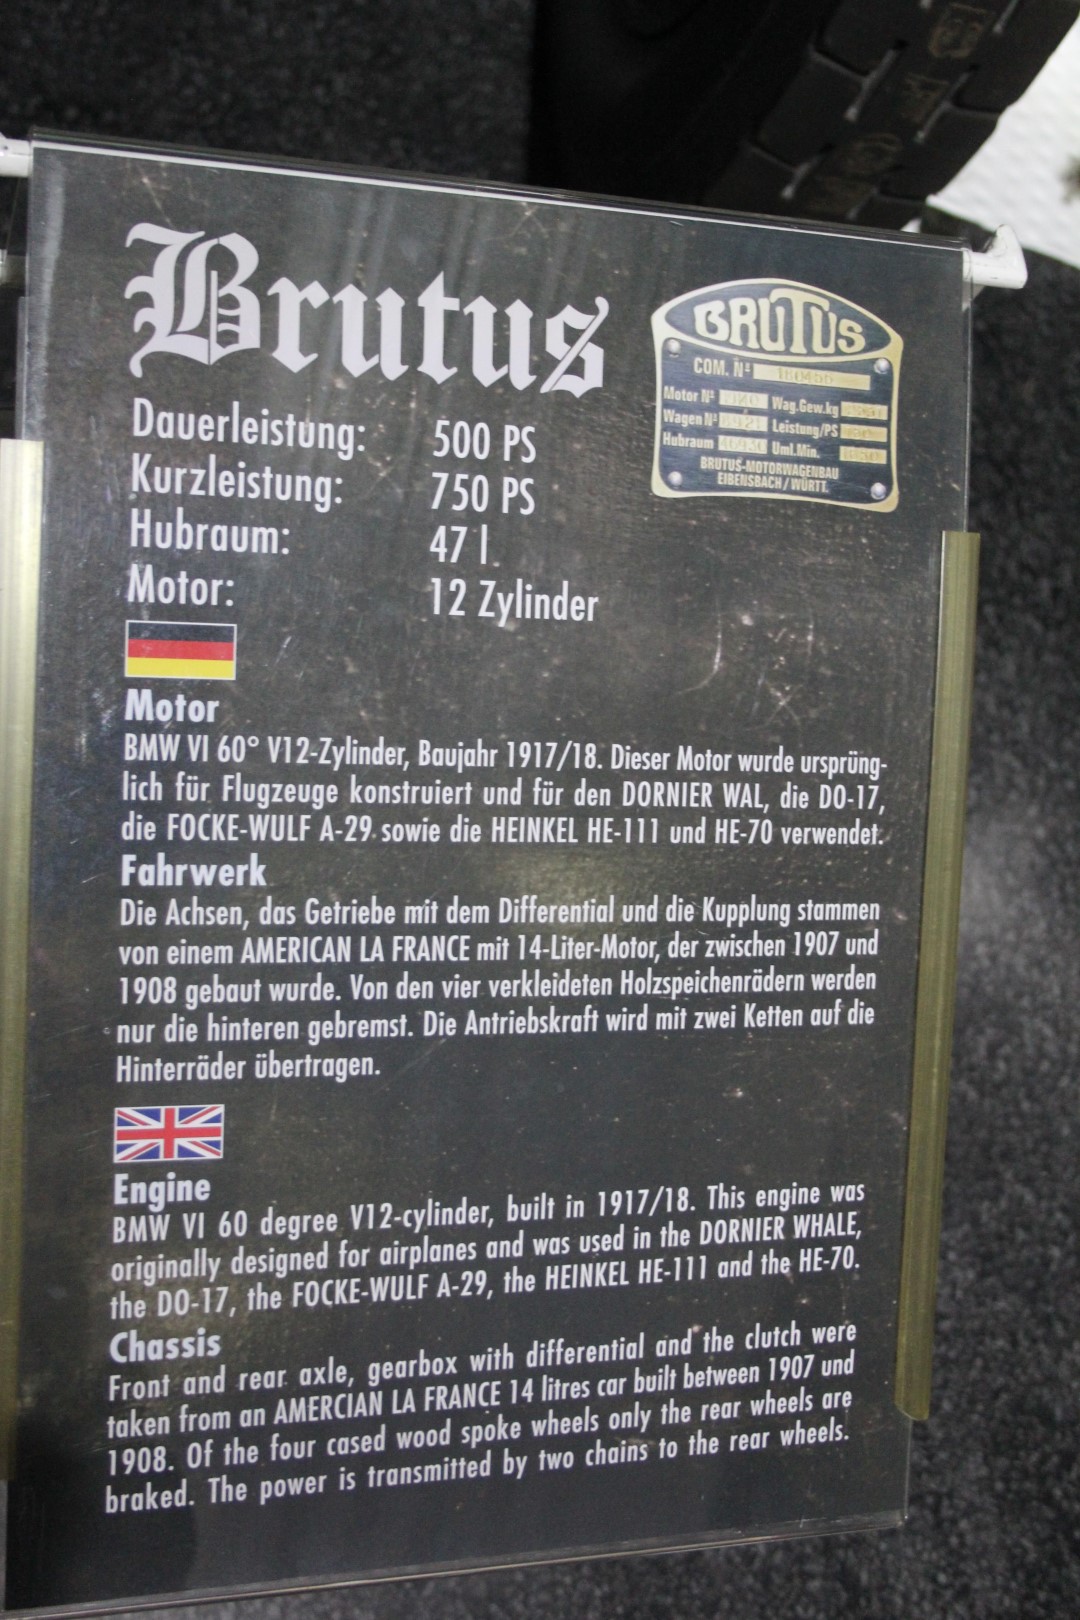 Brutus
BRUTUS
COM. Nº
Motor Nº Wag.Gew.kg
Wagen Nº Leistung/PS
Hubraum Uml.Min.
BRUTUS-MOTORWAGENBAU
EIBENSBACH/WÜRTT.
Dauerleistung: 500 PS
Kurzleistung: 750 PS
Hubraum: 47 l
Motor: 12 Zylinder
Motor
BMW VI 60° V12-Zylinder, Baujahr 1917/18. Dieser Motor wurde ursprüng-
lich für Flugzeuge konstruiert und für den DORNIER WAL, die DO-17,
die FOCKE-WULF A-29 sowie die HEINKEL HE-111 und HE-70 verwendet.
Fahrwerk
Die Achsen, das Getriebe mit dem Differential und die Kupplung stammen
von einem AMERICAN LA FRANCE mit 14-Liter-Motor, der zwischen 1907 und
1908 gebaut wurde. Von den vier verkleideten Holzspeichenrädern werden
nur die hinteren gebremst. Die Antriebskraft wird mit zwei Ketten auf die
Hinterräder übertragen.
Engine
BMW VI 60 degree V12-cylinder, built in 1917/18. This engine was
originally designed for airplanes and was used in the DORNIER WHALE,
the DO-17, the FOCKE-WULF A-29, the HEINKEL HE-111 and the HE-70.
Chassis
Front and rear axle, gearbox with differential and the clutch were
taken from an AMERCIAN LA FRANCE 14 litres car built between 1907 und
1908. Of the four cased wood spoke wheels only the rear wheels are
braked. The power is transmitted by two chains to the rear wheels.